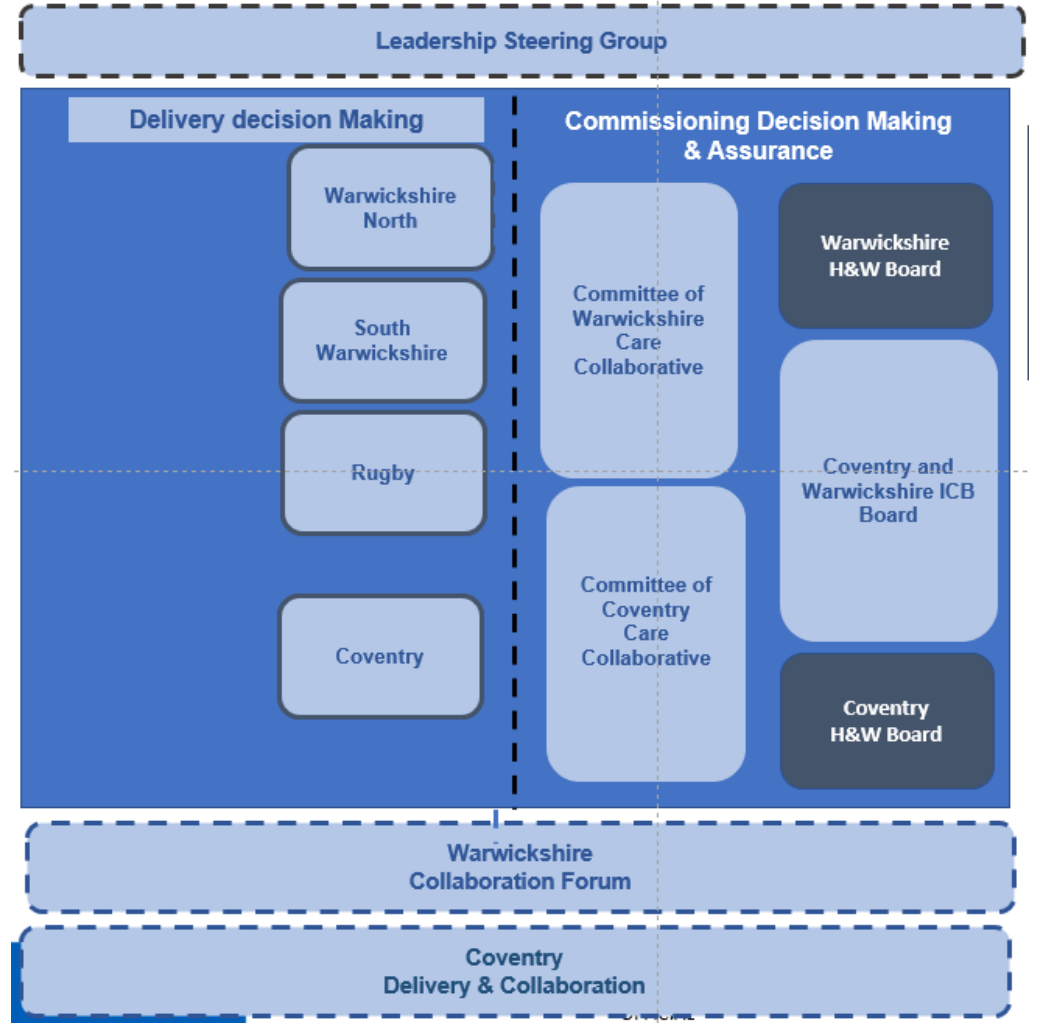 Leadership Steering Group
Delivery decision Making
Warwickshire
North
South
Warwickshire
Rugby
Coventry
Commissioning Decision Making
& Assurance
Committee of
Warwickshire
Care
Collaborative
Committee of
Coventry
Care
Collaborative
Warwickshire
H&W Board
Coventry and
Warwickshire ICB
Board
Coventry
H&W Board
Warwickshire
Collaboration Forum
Coventry
Delivery & Collaboration